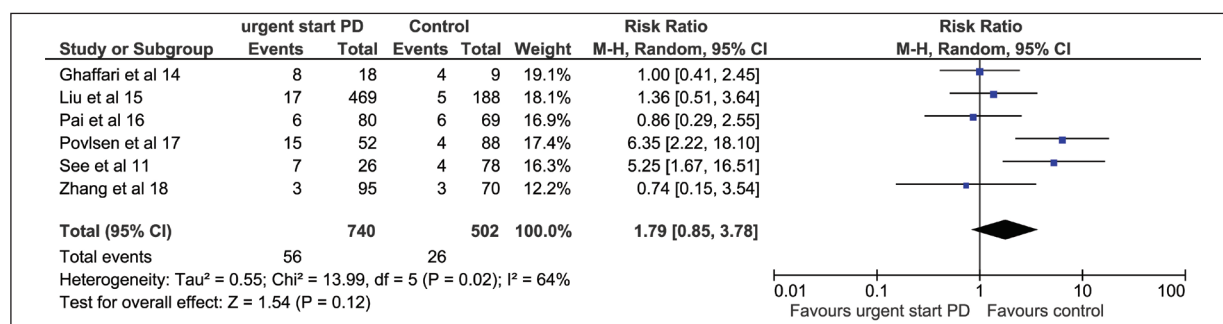 urgent start PD Control Risk Ratio Risk Ratio
Study or Subgroup Events Total Events Total Weight M-H, Random, 95% CI M-H, Random, 95% CI
Ghaffari et al 14 8 18 4 9 19.1% 1.00 [0.41, 2.45]
Liu et al 15 17 469 5 188 18.1% 1.36 [0.51, 3.64]
Pai et al 16 6 80 6 69 16.9% 0.86 [0.29, 2.55]
Povlsen et al 17 15 52 4 88 17.4% 6.35 [2.22, 18.10]
See et al 11 7 26 4 78 16.3% 5.25 [1.67, 16.51]
Zhang et al 18 3 95 3 70 12.2% 0.74 [0.15, 3.54]
Total (95% CI) 740 502 100.0% 1.79 [0.85, 3.78]
Total events 56 26
Heterogeneity: Tau² = 0.55; Chi² = 13.99, df = 5 (P = 0.02); I² = 64%
Test for overall effect: Z = 1.54 (P = 0.12)
0.01 0.1 1 10 100
Favours urgent start PD Favours control